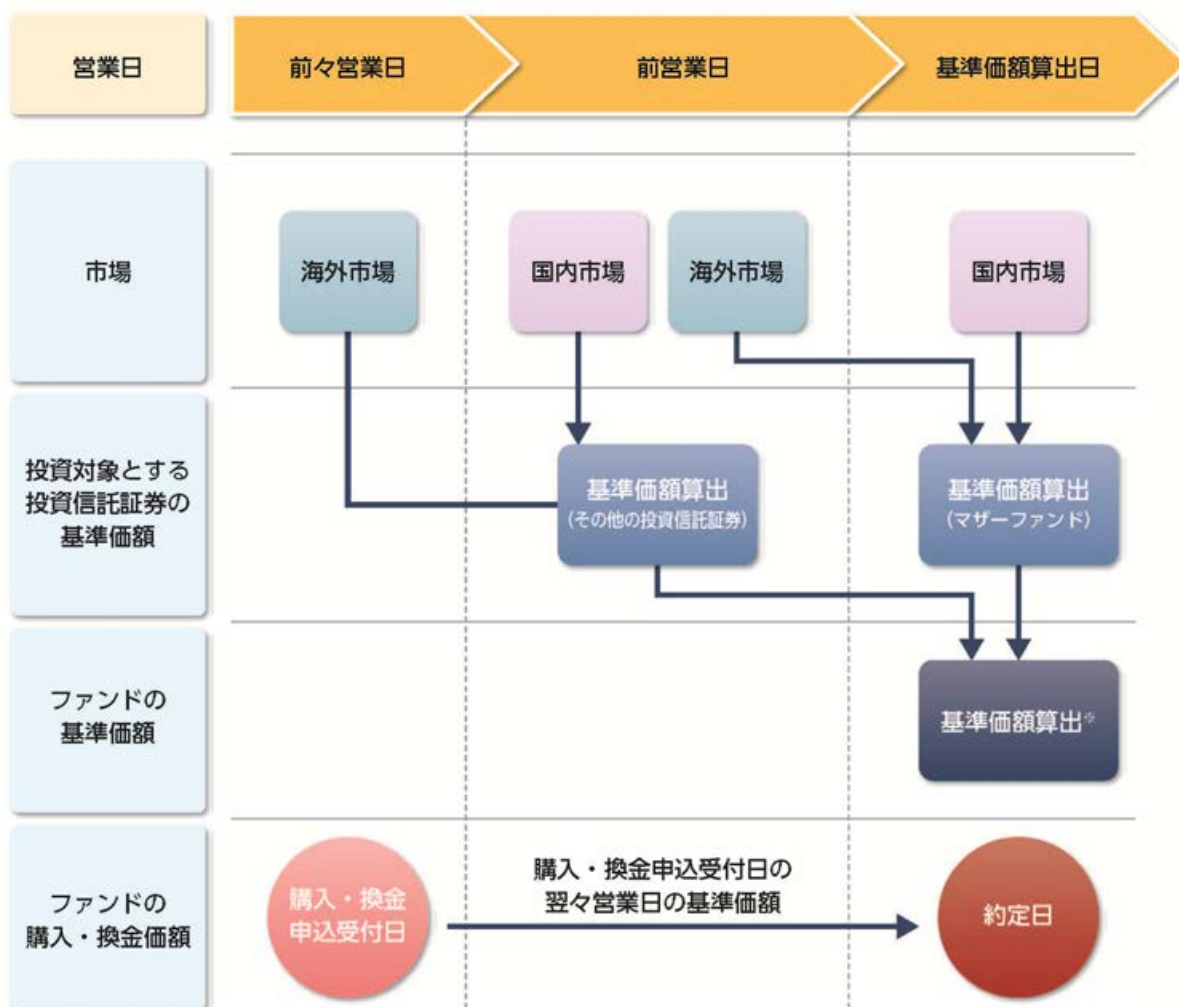 営業日
前々営業日
前営業日
基準価額算出日
市場
海外市場
国内市場
海外市場
国内市場
投資対象とする
投資信託証券の
基準価額
基準価額算出
(その他の投資信託証券)
基準価額算出
(マザーファンド)
ファンドの
基準価額
基準価額算出※
ファンドの
購入・換金価額
購入・換金
申込受付日
購入・換金申込受付日の
翌々営業日の基準価額
約定日